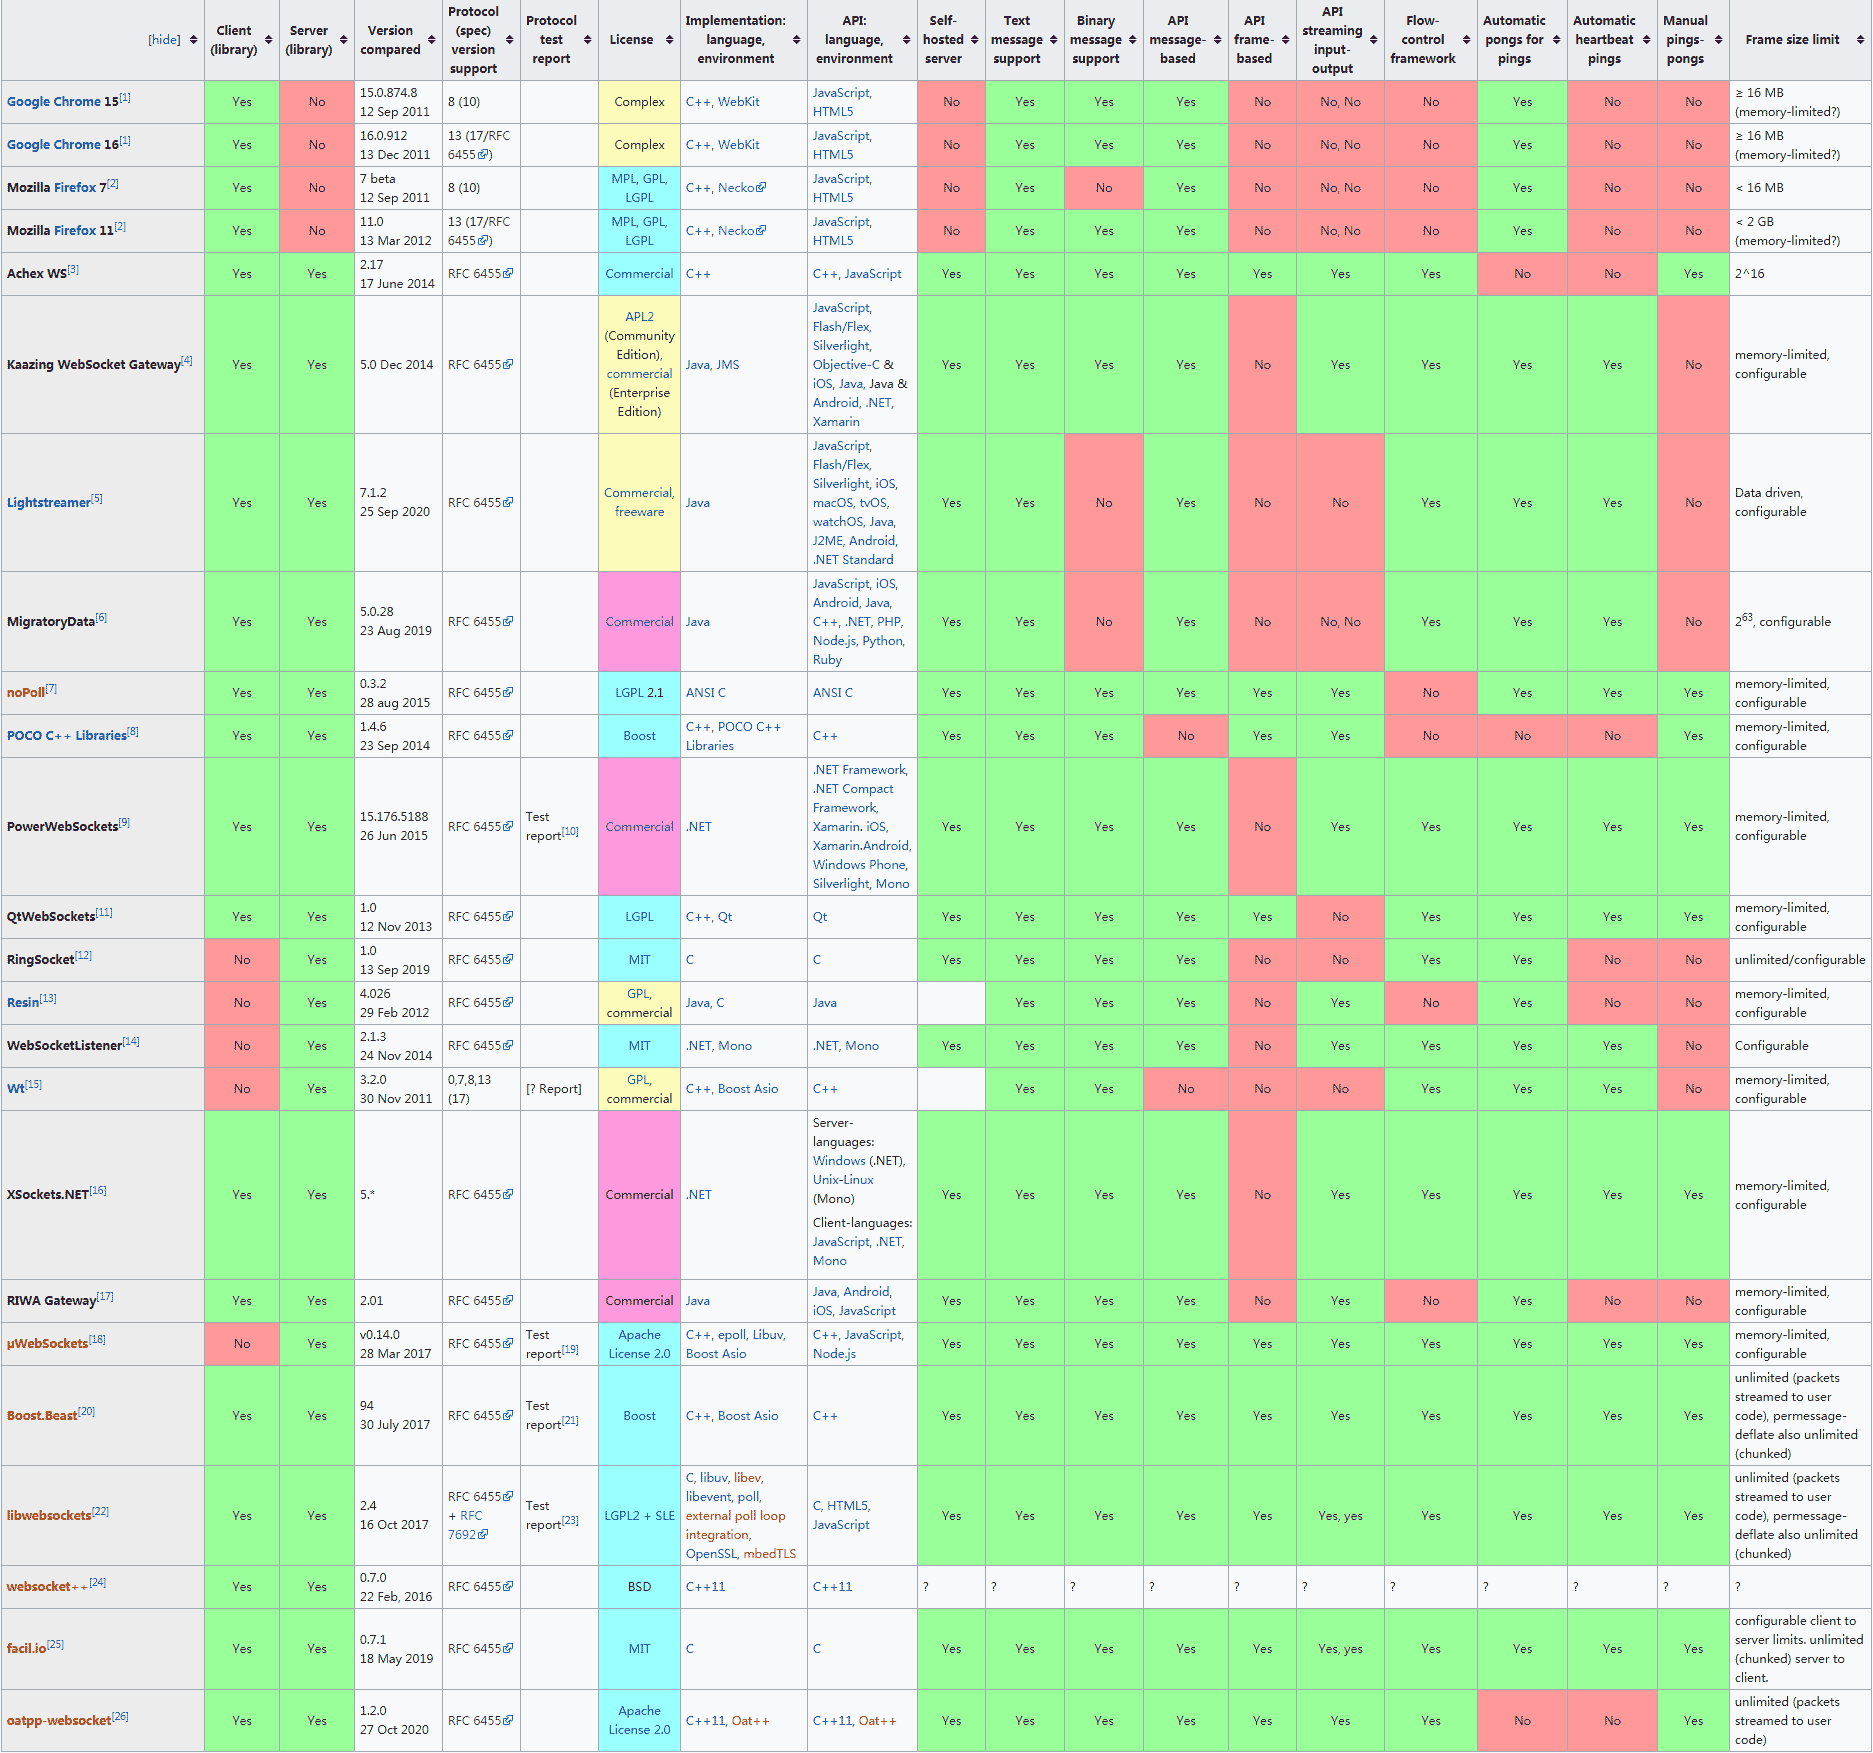 [hide]
Client (library)
Server (library)
Version compared
Protocol (spec) version support
Protocol test report
License
Implementation: language, environment
API: language, environment
Self-hosted server
Text message support
Binary message support
API message-based
API frame-based
API streaming input-output
Flow-control framework
Automatic pongs for pings
Automatic heartbeat pings
Manual pings-pongs
Frame size limit
Google Chrome 15[1] Yes No 15.0.874.8 12 Sep 2011 8 (10) Complex C++, WebKit JavaScript, HTML5 No Yes Yes Yes No No, No No Yes No No ≥ 16 MB (memory-limited?)
Google Chrome 16[1] Yes No 16.0.912 13 Dec 2011 13 (17/RFC 6455) Complex C++, WebKit JavaScript, HTML5 No Yes Yes Yes No No, No No Yes No No ≥ 16 MB (memory-limited?)
Mozilla Firefox 7[2] Yes No 7 beta 12 Sep 2011 8 (10) MPL, GPL, LGPL C++, Necko JavaScript, HTML5 No Yes No Yes No No, No No Yes No No < 16 MB
Mozilla Firefox 11[2] Yes No 11.0 13 Mar 2012 13 (17/RFC 6455) MPL, GPL, LGPL C++, Necko JavaScript, HTML5 No Yes Yes Yes No No, No No Yes No No < 2 GB (memory-limited?)
Achex WS[3] Yes Yes 2.17 17 June 2014 RFC 6455 Commercial C++ C++, JavaScript Yes Yes Yes Yes Yes Yes Yes No No Yes 2^16
Kaazing WebSocket Gateway[4] Yes Yes 5.0 Dec 2014 RFC 6455 APL2 (Community Edition), commercial (Enterprise Edition) Java, JMS JavaScript, Flash/Flex, Silverlight, Objective-C & iOS, Java, Java & Android, .NET, Xamarin Yes Yes Yes Yes No Yes Yes Yes Yes No memory-limited, configurable
Lightstreamer[5] Yes Yes 7.1.2 25 Sep 2020 RFC 6455 Commercial, freeware Java JavaScript, Flash/Flex, Silverlight, iOS, macOS, tvOS, watchOS, Java, J2ME, Android, .NET Standard Yes Yes No Yes No No Yes Yes Yes No Data driven, configurable
MigratoryData[6] Yes Yes 5.0.28 23 Aug 2019 RFC 6455 Commercial Java JavaScript, iOS, Android, Java, C++, .NET, PHP, Node.js, Python, Ruby Yes Yes No Yes No No, No Yes Yes Yes No 2^63, configurable
noPoll[7] Yes Yes 0.3.2 28 aug 2015 RFC 6455 LGPL 2.1 ANSI C ANSI C Yes Yes Yes Yes Yes Yes No Yes Yes Yes memory-limited, configurable
POCO C++ Libraries[8] Yes Yes 1.4.6 23 Sep 2014 RFC 6455 Boost C++, POCO C++ Libraries C++ Yes Yes Yes No Yes Yes No No No Yes memory-limited, configurable
PowerWebSockets[9] Yes Yes 15.176.5188 26 Jun 2015 RFC 6455 Test report[10] Commercial .NET .NET Framework, .NET Compact Framework, Xamarin. iOS, Xamarin.Android, Windows Phone, Silverlight, Mono Yes Yes Yes Yes No Yes Yes Yes Yes Yes memory-limited, configurable
QtWebSockets[11] Yes Yes 1.0 12 Nov 2013 RFC 6455 LGPL C++, Qt Qt Yes Yes Yes Yes Yes No Yes Yes Yes Yes memory-limited, configurable
RingSocket[12] No Yes 1.0 13 Sep 2019 RFC 6455 MIT C C Yes Yes Yes Yes No No Yes Yes No No unlimited/configurable
Resin[13] No Yes 4.026 29 Feb 2012 RFC 6455 GPL, commercial Java, C Java Yes Yes Yes No Yes No Yes No No memory-limited, configurable
WebSocketListener[14] No Yes 2.1.3 24 Nov 2014 RFC 6455 MIT .NET, Mono .NET, Mono Yes Yes Yes Yes No Yes Yes Yes Yes No Configurable
Wt[15] No Yes 3.2.0 30 Nov 2011 0,7,8,13 (17) [? Report] GPL, commercial C++, Boost Asio C++ Yes Yes No No No Yes Yes Yes No memory-limited, configurable
XSockets.NET[16] Yes Yes 5.* RFC 6455 Commercial .NET Server-languages: Windows (.NET), Unix-Linux (Mono) Client-languages: JavaScript, .NET, Mono Yes Yes Yes Yes No Yes Yes Yes Yes Yes memory-limited, configurable
RIWA Gateway[17] Yes Yes 2.01 RFC 6455 Commercial Java Java, Android, iOS, JavaScript Yes Yes Yes Yes No Yes No Yes No No memory-limited, configurable
µWebSockets[18] No Yes v0.14.0 28 Mar 2017 RFC 6455 Test report[19] Apache License 2.0 C++, epoll, Libuv, Boost Asio C++, JavaScript, Node.js Yes Yes Yes Yes Yes Yes Yes Yes Yes Yes memory-limited, configurable
Boost.Beast[20] Yes Yes 94 30 July 2017 RFC 6455 Test report[21] Boost C++, Boost Asio C++ Yes Yes Yes Yes Yes Yes Yes Yes Yes Yes unlimited (packets streamed to user code), permessage-deflate also unlimited (chunked)
libwebsockets[22] Yes Yes 2.4 16 Oct 2017 RFC 6455 + RFC 7692 Test report[23] LGPL2 + SLE C, libuv, libev, libevent, poll, external poll loop integration, OpenSSL, mbedTLS C, HTML5, JavaScript Yes Yes Yes Yes Yes Yes, yes Yes Yes Yes Yes unlimited (packets streamed to user code), permessage-deflate also unlimited (chunked)
websocket++[24] Yes Yes 0.7.0 22 Feb, 2016 RFC 6455 BSD C++11 C++11 ? ? ? ? ? ? ? ? ? ? ?
facil.io[25] Yes Yes 0.7.1 18 May 2019 RFC 6455 MIT C C Yes Yes Yes Yes Yes Yes, yes Yes Yes Yes Yes configurable client to server limits. unlimited (chunked) server to client.
oatpp-websocket[26] Yes Yes 1.2.0 27 Oct 2020 RFC 6455 Apache License 2.0 C++11, Oat++ C++11, Oat++ Yes Yes Yes Yes Yes Yes Yes No No Yes unlimited (packets streamed to user code)